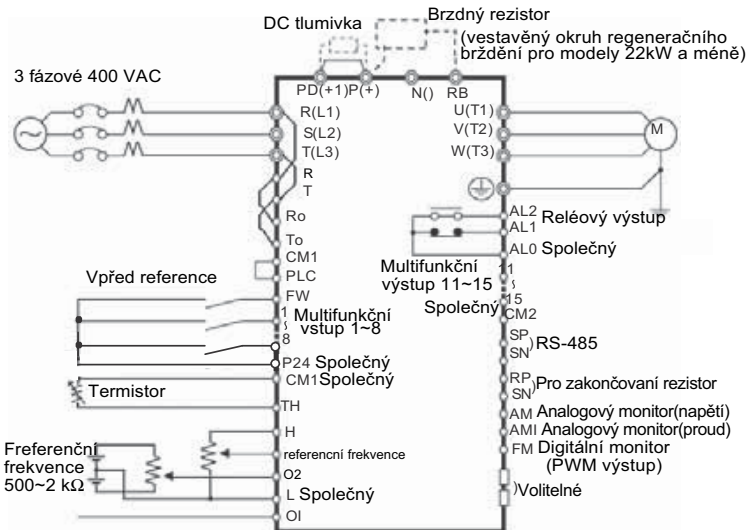 DC tlumivka
Brzdný rezistor
(vestavěný okruh regeneračního
bržděni pro modely 22kW a méně)
3 fázové 400 VAC
PD(+1)P(+)
N()
RB
R(L1)
S(L2)
T(L3)
R
T
Ro
To
CM1
PLC
U(T1)
V(T2)
W(T3)
M
AL2
AL1
Reléový výstup
AL0 Společný
Multifunkční
výstup 11~15
11
~
15
Společný
CM2
Vpřed reference
FW
1
~
8
Multifunkční
vstup 1~8
P24 Společný
CM1 Společný
Termistor
TH
SP
SN
)RS-485
RP
SN
)Pro zakončovaní rezistor
AM Analogový monitor(napětí)
AMI Analogový monitor(proud)
FM Digitální monitor
(PWM výstup)
)Volitelné
Freferenční
frekvence
500~2 kΩ
H
referencní frekvence
O2
L Společný
OI